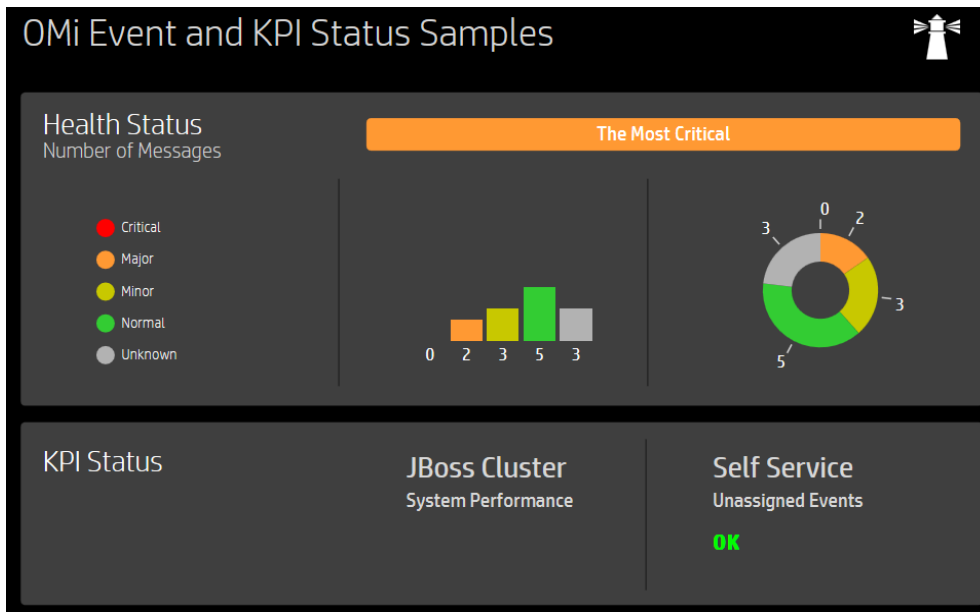 OMi Event and KPI Status Samples
Health Status
Number of Messages
The Most Critical
Critical
Major
Minor
Normal
Unknown
0 2 3 5 3
0
2
3
3
5
KPI Status
JBoss Cluster
System Performance
Self Service
Unassigned Events
OK